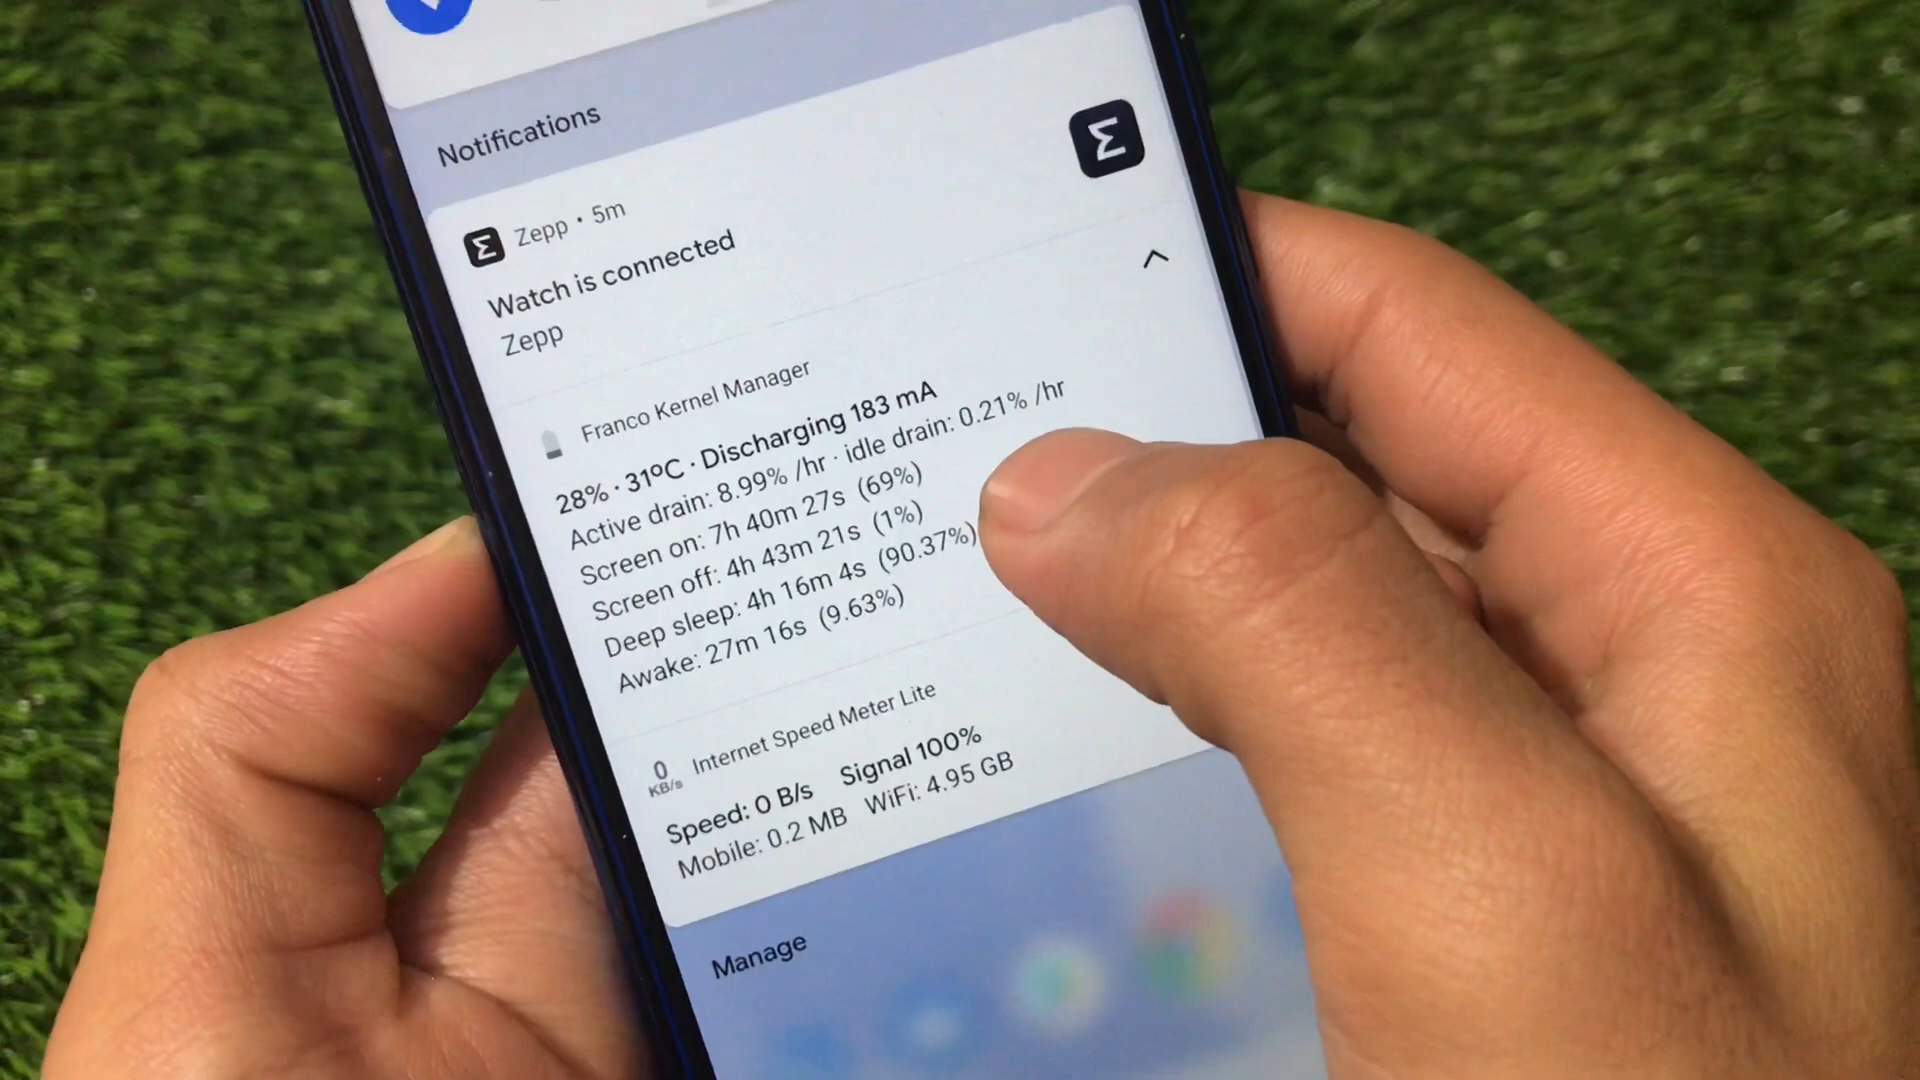 Notifications
Zepp • 5m
Watch is connected
Zepp
Franco Kernel Manager
28% · 31°C · Discharging 183 mA
Active drain: 8.99% /hr · idle drain: 0.21% /hr
Screen on: 7h 40m 27s (69%)
Screen off: 4h 43m 21s (1%)
Deep sleep: 4h 16m 4s (90.37%)
Awake: 27m 16s (9.63%)
0 KB/s Internet Speed Meter Lite
Speed: 0 B/s Signal 100%
Mobile: 0.2 MB WiFi: 4.95 GB
Manage